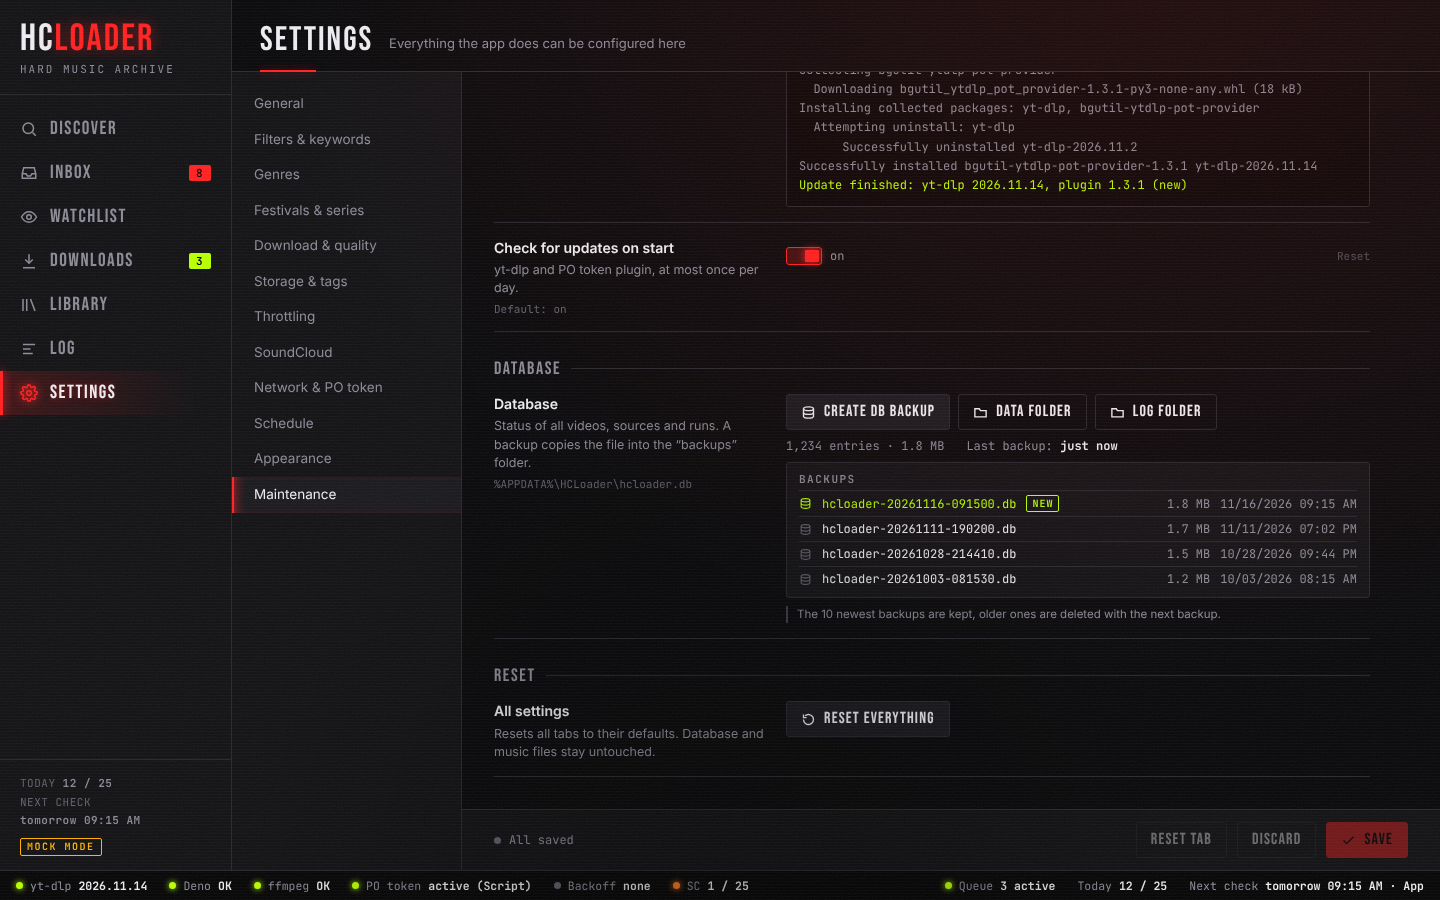 HCLOADER
HARD MUSIC ARCHIVE
DISCOVER
INBOX 8
WATCHLIST
DOWNLOADS 3
LIBRARY
LOG
SETTINGS
TODAY 12 / 25
NEXT CHECK
tomorrow 09:15 AM
MOCK MODE
SETTINGS Everything the app does can be configured here
General
Filters & keywords
Genres
Festivals & series
Download & quality
Storage & tags
Throttling
SoundCloud
Network & PO token
Schedule
Appearance
Maintenance
Collecting bgutil-ytdlp-pot-provider
Downloading bgutil_ytdlp_pot_provider-1.3.1-py3-none-any.whl (18 kB)
Installing collected packages: yt-dlp, bgutil-ytdlp-pot-provider
Attempting uninstall: yt-dlp
Successfully uninstalled yt-dlp-2026.11.2
Successfully installed bgutil-ytdlp-pot-provider-1.3.1 yt-dlp-2026.11.14
Update finished: yt-dlp 2026.11.14, plugin 1.3.1 (new)
Check for updates on start
yt-dlp and PO token plugin, at most once per
day.
Default: on
on
Reset
DATABASE
Database
Status of all videos, sources and runs. A
backup copies the file into the “backups”
folder.
%APPDATA%\HCLoader\hcloader.db
CREATE DB BACKUP DATA FOLDER LOG FOLDER
1,234 entries · 1.8 MB Last backup: just now
BACKUPS
hcloader-20261116-091500.db NEW 1.8 MB 11/16/2026 09:15 AM
hcloader-20261111-190200.db 1.7 MB 11/11/2026 07:02 PM
hcloader-20261028-214410.db 1.5 MB 10/28/2026 09:44 PM
hcloader-20261003-081530.db 1.2 MB 10/03/2026 08:15 AM
The 10 newest backups are kept, older ones are deleted with the next backup.
RESET
All settings
Resets all tabs to their defaults. Database and
music files stay untouched.
RESET EVERYTHING
All saved
RESET TAB DISCARD SAVE
yt-dlp 2026.11.14 Deno OK ffmpeg OK PO token active (Script) Backoff none SC 1 / 25 Queue 3 active Today 12 / 25 Next check tomorrow 09:15 AM · App